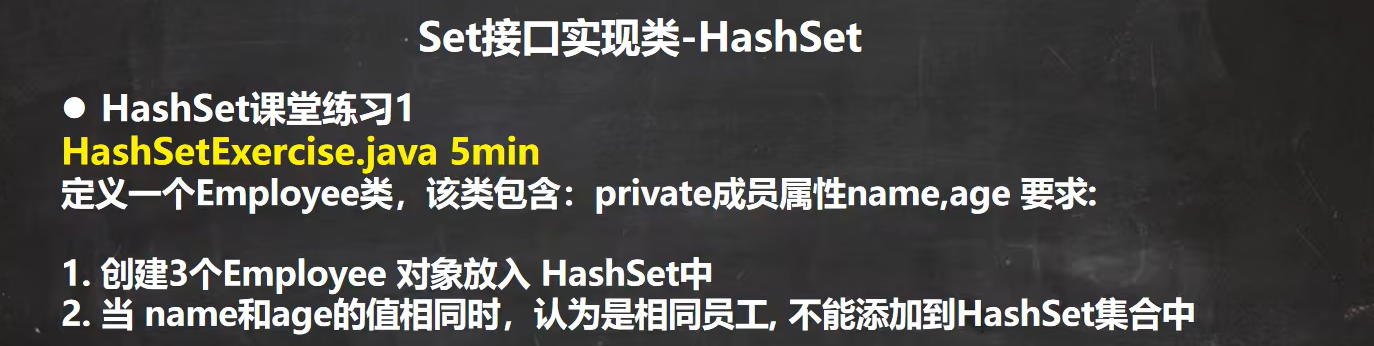 Set接口实现类-HashSet
● HashSet课堂练习1
HashSetExercise.java 5min
定义一个Employee类，该类包含：private成员属性name,age 要求:
1. 创建3个Employee 对象放入 HashSet中
2. 当 name和age的值相同时，认为是相同员工, 不能添加到HashSet集合中